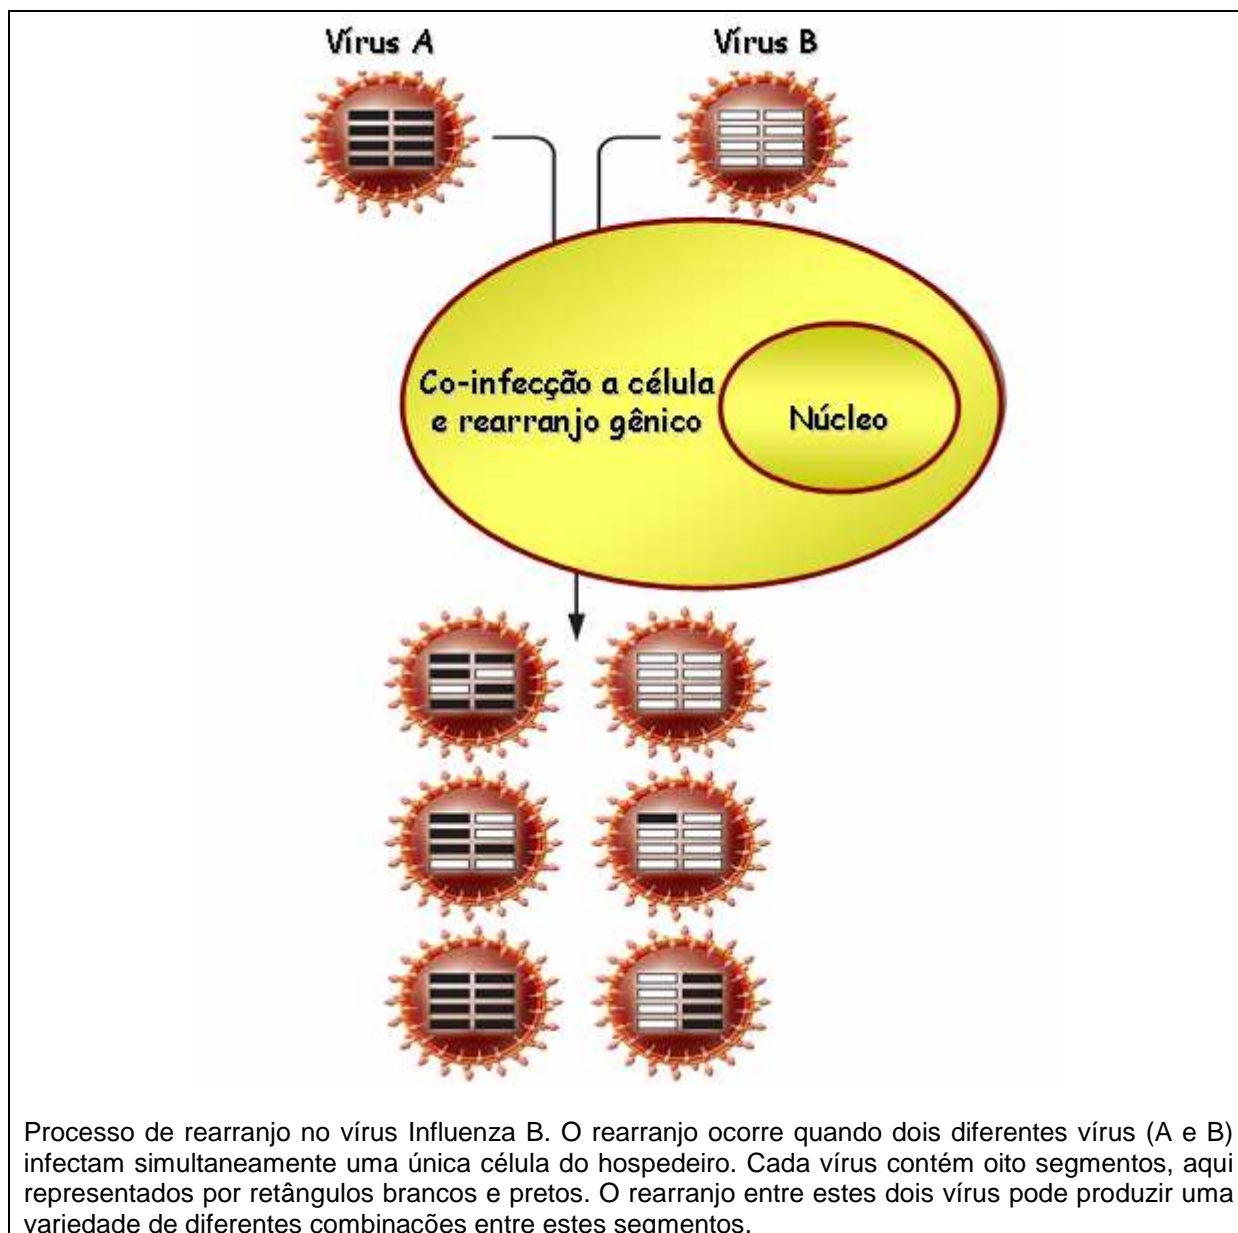 Vírus A
Vírus B
Co-infecção a célula
e rearranjo gênico
Núcleo
Processo de rearranjo no vírus Influenza B. O rearranjo ocorre quando dois diferentes vírus (A e B)
infectam simultaneamente uma única célula do hospedeiro. Cada vírus contém oito segmentos, aqui
representados por retângulos brancos e pretos. O rearranjo entre estes dois vírus pode produzir uma
variedade de diferentes combinações entre estes segmentos.